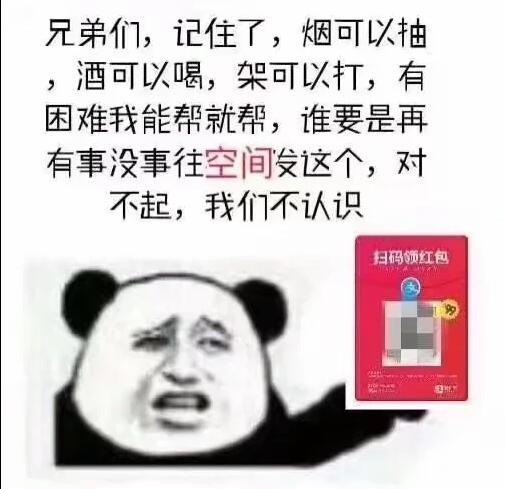 兄弟们，记住了，烟可以抽
，酒可以喝，架可以打，有
困难我能帮就帮，谁要是再
有事没事往空间发这个，对
不起，我们不认识
扫码领红包
支
99